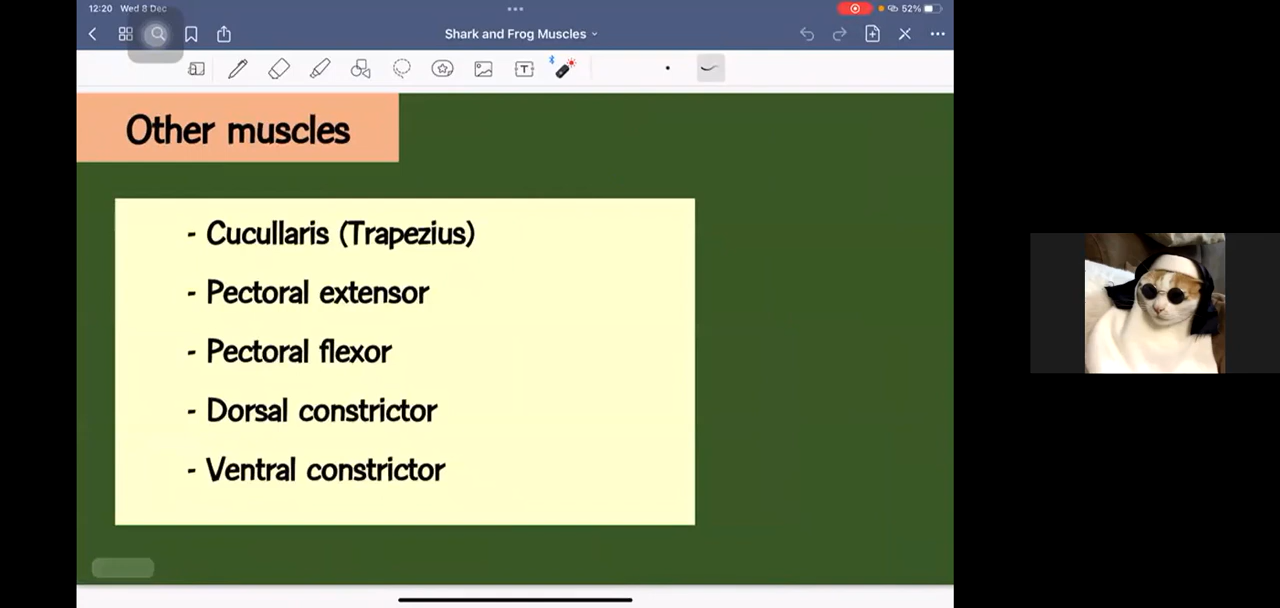 12:20 Wed 8 Dec
52%
Shark and Frog Muscles
T
Other muscles
- Cucullaris (Trapezius)
- Pectoral extensor
- Pectoral flexor
- Dorsal constrictor
- Ventral constrictor